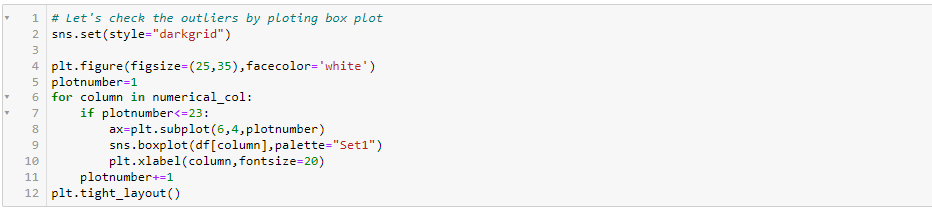 1 # Let's check the outliers by ploting box plot
2 sns.set(style="darkgrid")
3
4 plt.figure(figsize=(25,35),facecolor='white')
5 plotnumber=1
6 for column in numerical_col:
7     if plotnumber<=23:
8         ax=plt.subplot(6,4,plotnumber)
9         sns.boxplot(df[column],palette="Set1")
10         plt.xlabel(column,fontsize=20)
11     plotnumber+=1
12 plt.tight_layout()